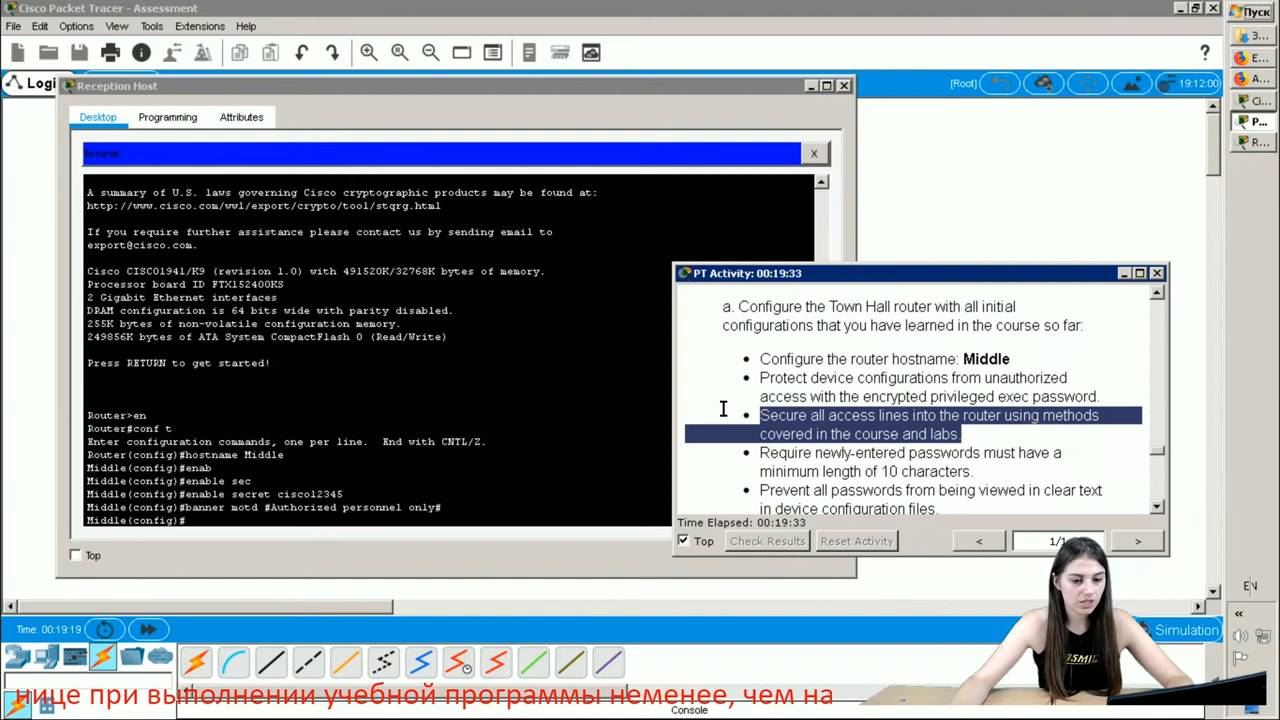 Cisco Packet Tracer - Assessment
File Edit Options View Tools Extensions Help
Logi
[Root]
19:12:00
Reception Host
Desktop Programming Attributes
Terminal
X
A summary of U.S. laws governing Cisco cryptographic products may be found at:
http://www.cisco.com/wwl/export/crypto/tool/stqrg.html
If you require further assistance please contact us by sending email to
export@cisco.com.
Cisco CISCO1941/K9 (revision 1.0) with 491520K/32768K bytes of memory.
Processor board ID FTX152400KS
2 Gigabit Ethernet interfaces
DRAM configuration is 64 bits wide with parity disabled.
255K bytes of non-volatile configuration memory.
249856K bytes of ATA System CompactFlash 0 (Read/Write)
Press RETURN to get started!
Router>en
Router#conf t
Enter configuration commands, one per line. End with CNTL/Z.
Router(config)#hostname Middle
Middle(config)#enab
Middle(config)#enable sec
Middle(config)#enable secret cisco12345
Middle(config)#banner motd #Authorized personnel only#
Middle(config)#
Top
PT Activity: 00:19:33
a. Configure the Town Hall router with all initial
configurations that you have learned in the course so far:
• Configure the router hostname: Middle
• Protect device configurations from unauthorized
access with the encrypted privileged exec password.
• Secure all access lines into the router using methods
covered in the course and labs.
• Require newly-entered passwords must have a
minimum length of 10 characters.
• Prevent all passwords from being viewed in clear text
in device configuration files.
Time Elapsed: 00:19:33
Top Check Results Reset Activity < 1/1 >
Time: 00:19:19
Simulation
Console
нице при выполнении учебной программы неменее, чем на
Пуск
З...
E...
A...
Ci...
P...
R...
EN